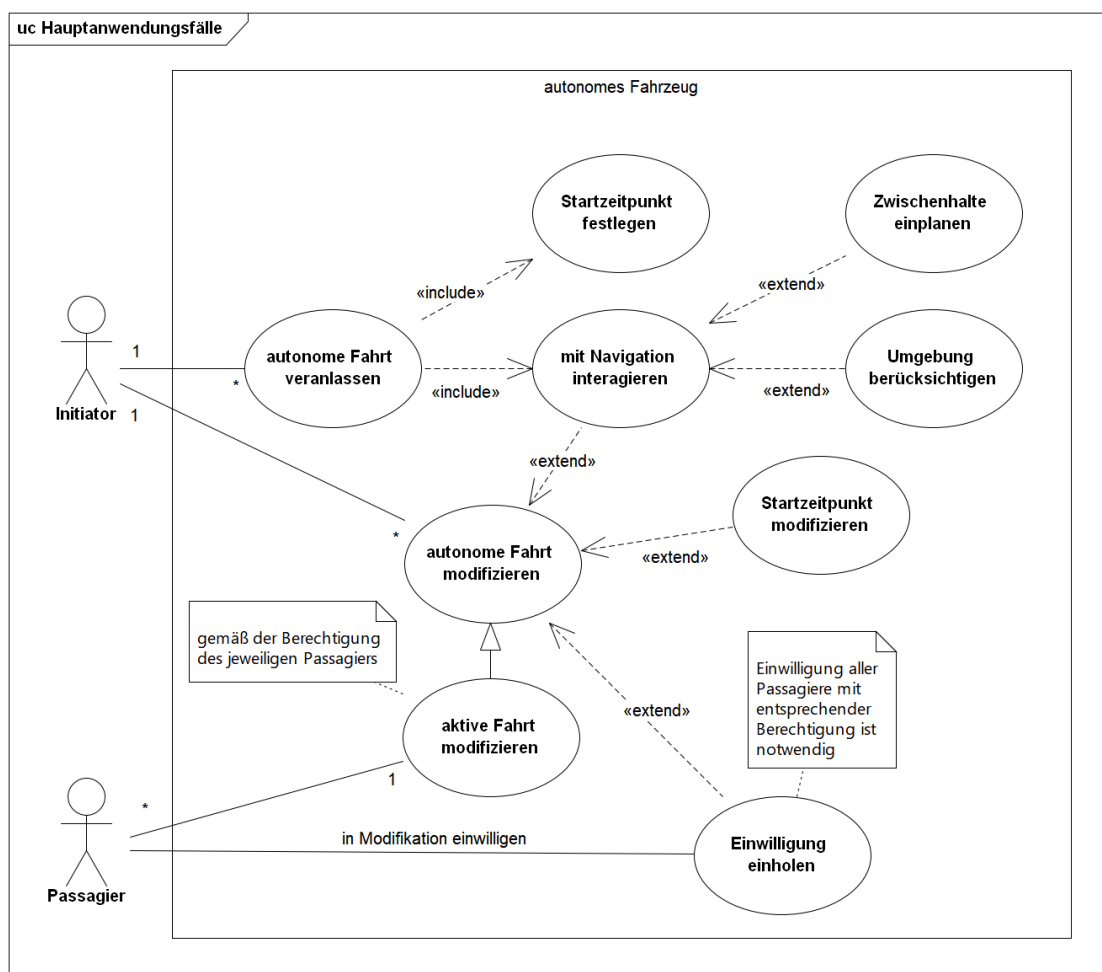 uc Hauptanwendungsfälle
autonomes Fahrzeug
Startzeitpunkt
festlegen
Zwischenhalte
einplanen
«include»
«extend»
Initiator
1
*
1
autonome Fahrt
veranlassen
«include»
mit Navigation
interagieren
«extend»
Umgebung
berücksichtigen
«extend»
*
autonome Fahrt
modifizieren
«extend»
Startzeitpunkt
modifizieren
gemäß der Berechtigung
des jeweiligen Passagiers
Einwilligung aller
Passagiere mit
entsprechender
Berechtigung ist
notwendig
«extend»
aktive Fahrt
modifizieren
1
*
Passagier
in Modifikation einwilligen
Einwilligung
einholen